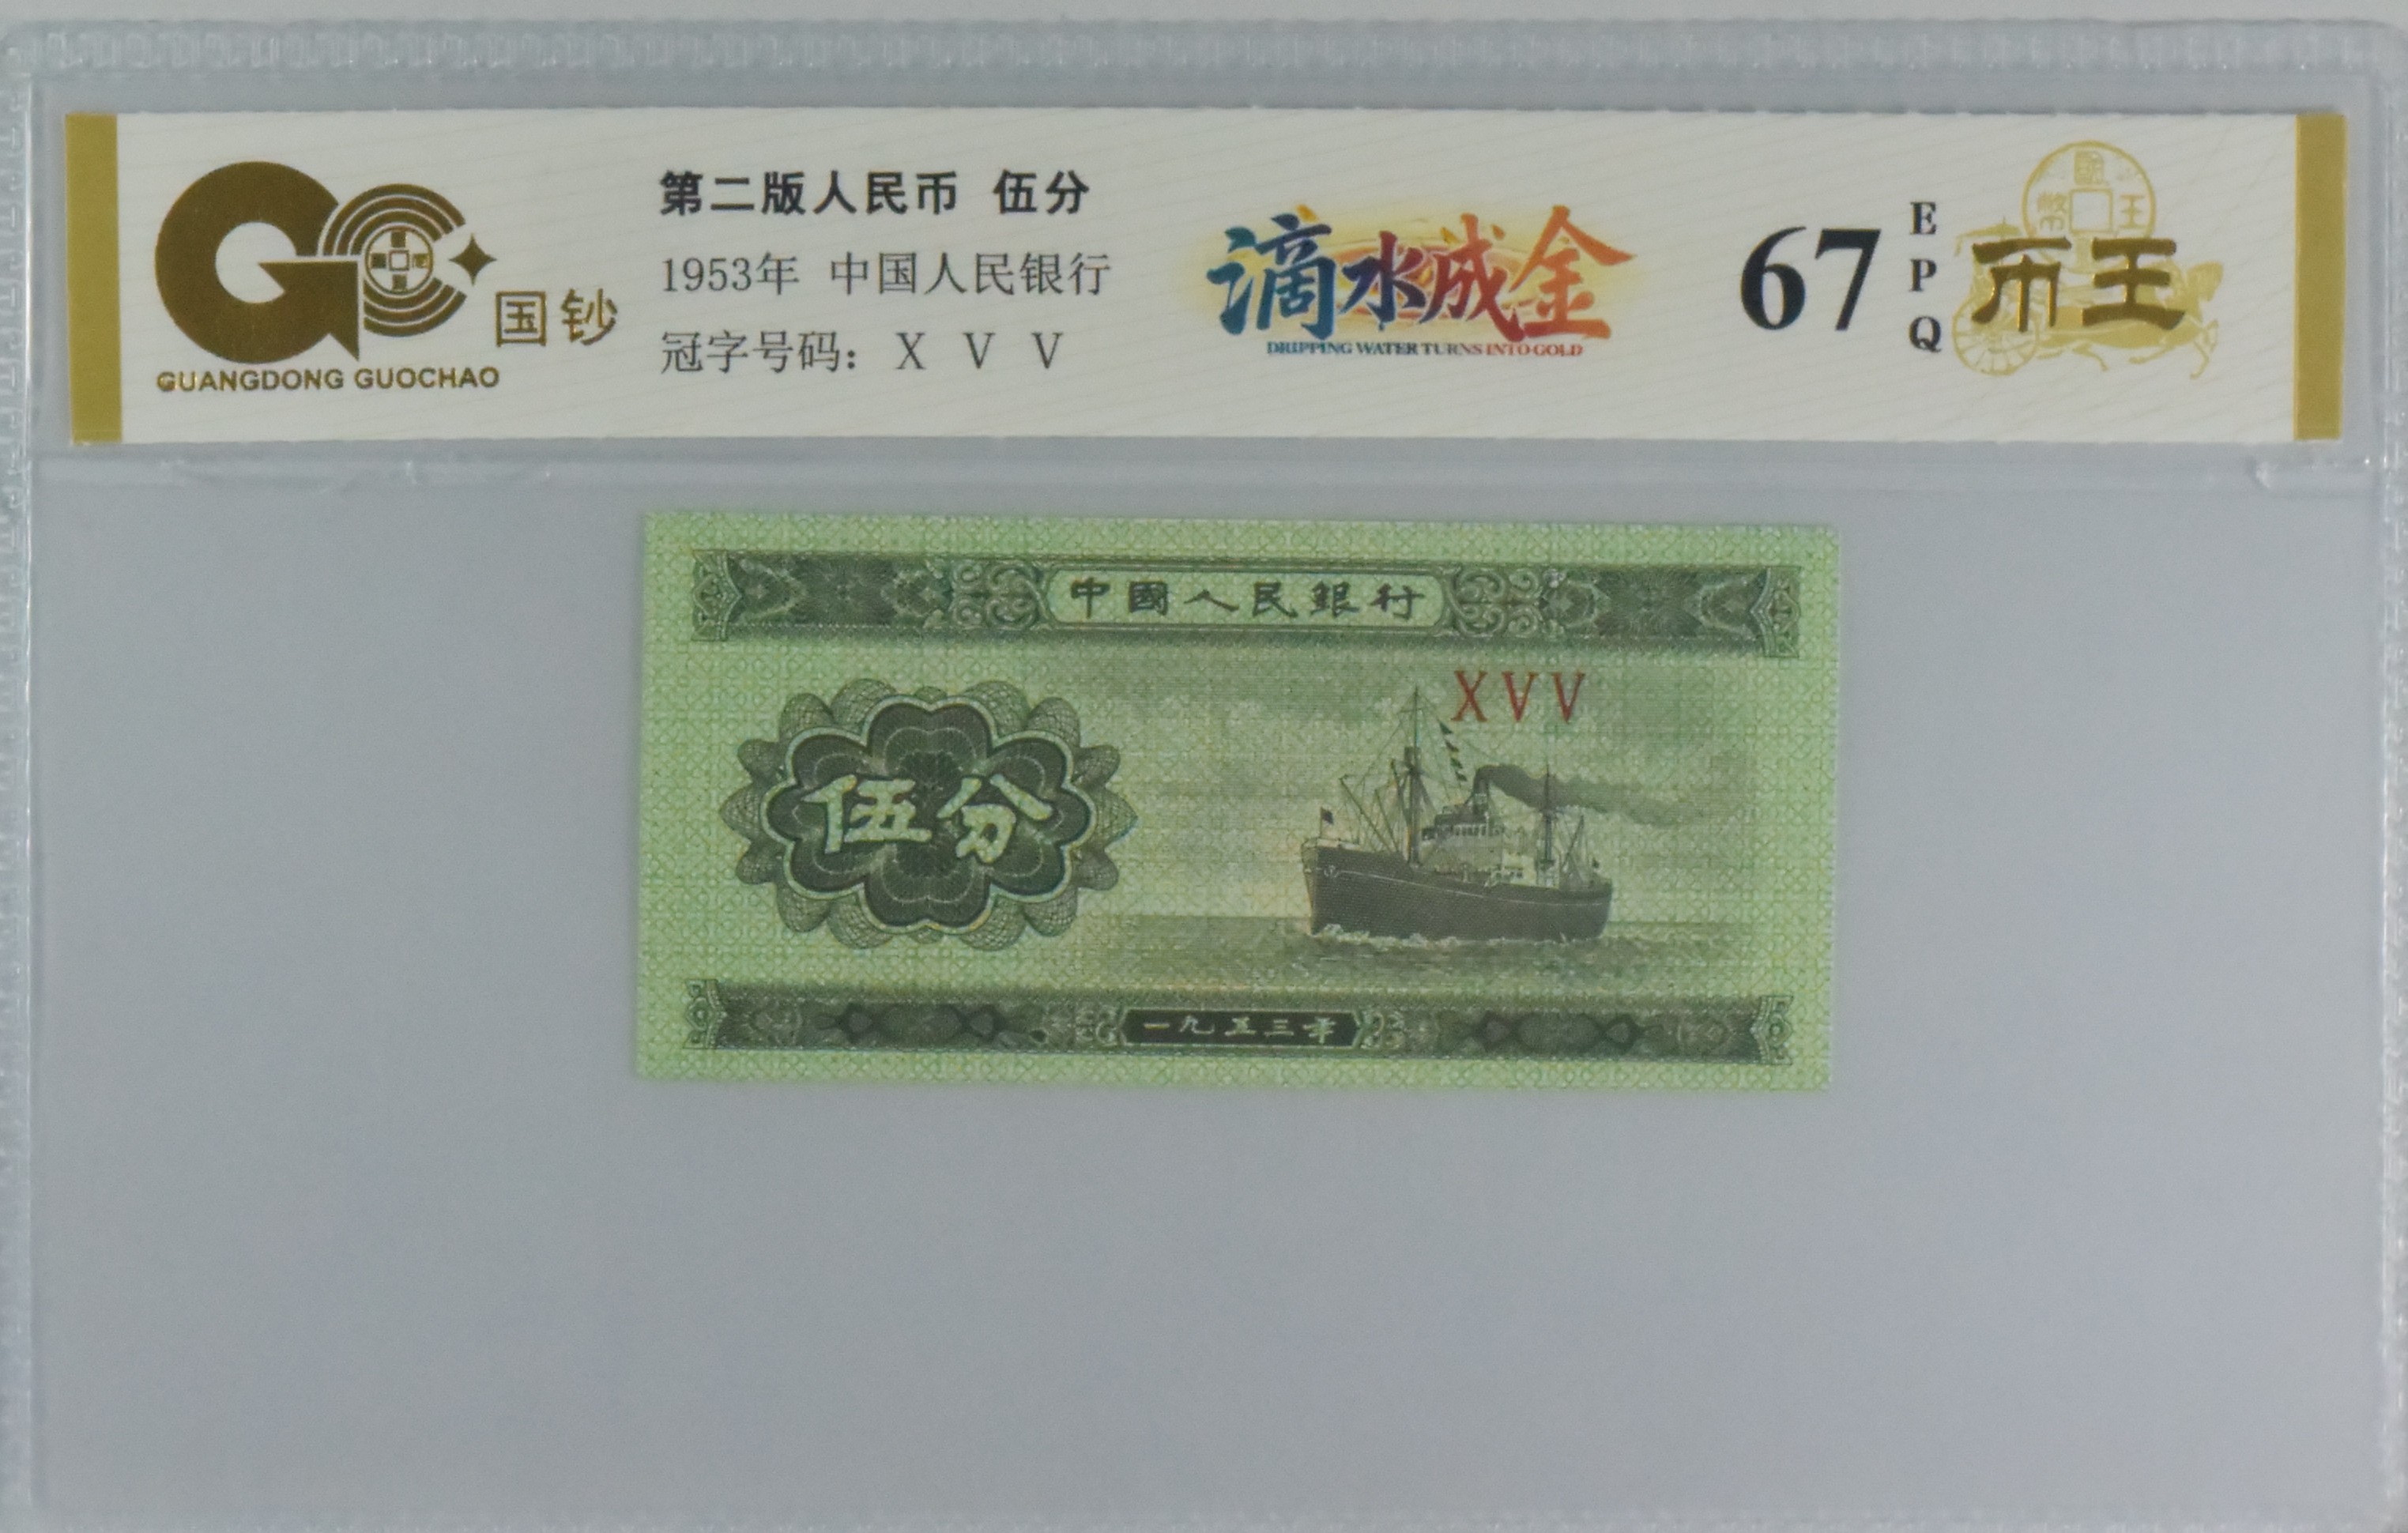 国钞
GUANGDONG GUOCHAO
第二版人民币 伍分
1953年 中国人民银行
冠字号码：X V V
滴水成金
DRIPPING WATER TURNS INTO GOLD
67
EPQ
币王
中國人民銀行
XVV
伍分
一九五三年